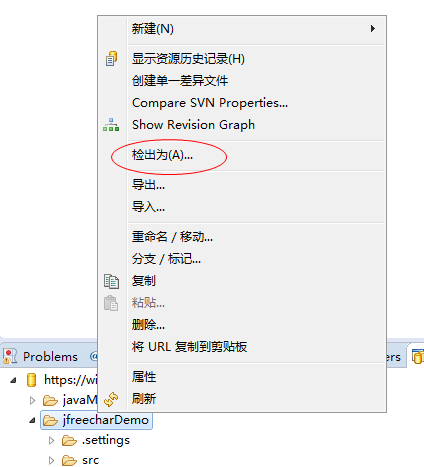 新建(N)
显示资源历史记录(H)
创建单一差异文件
Compare SVN Properties...
Show Revision Graph
检出为(A)...
导出...
导入...
重命名 / 移动...
分支 / 标记...
复制
粘贴...
删除...
将 URL 复制到剪贴板
属性
刷新
Problems @ ers
https://wi
javaM
jfreecharDemo
.settings
src